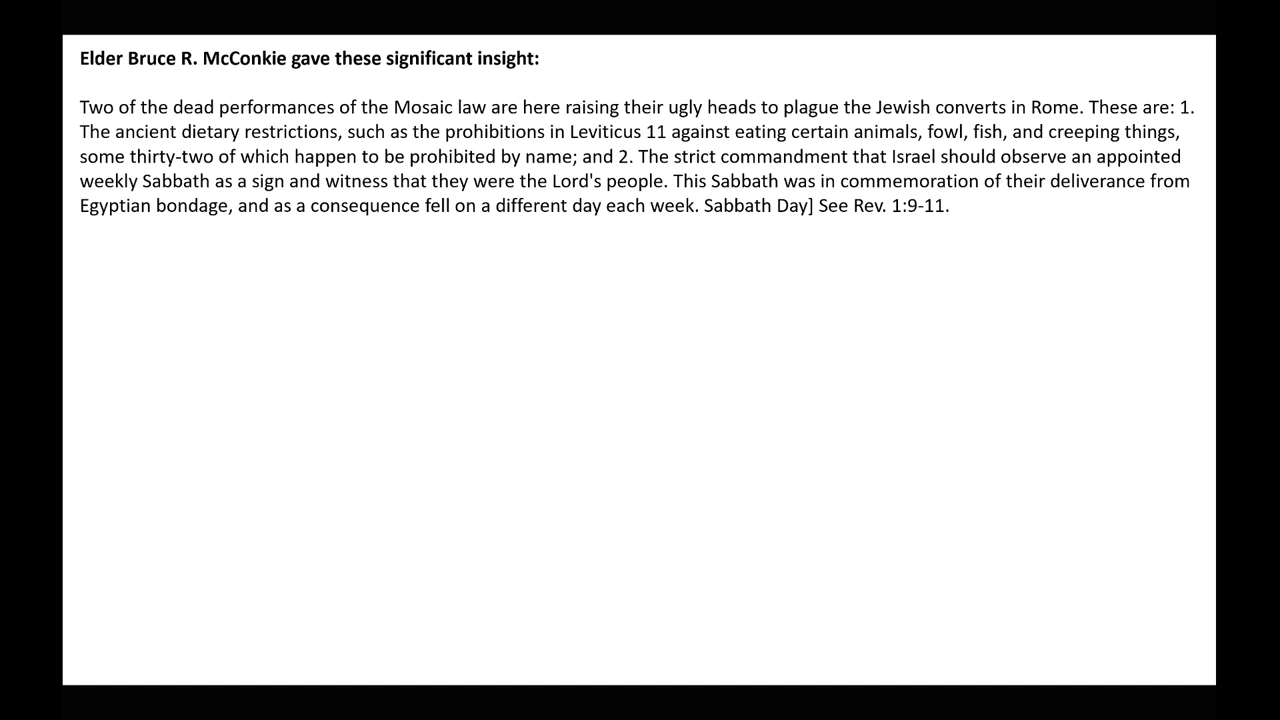 Elder Bruce R. McConkie gave these significant insight:
Two of the dead performances of the Mosaic law are here raising their ugly heads to plague the Jewish converts in Rome. These are: 1.
The ancient dietary restrictions, such as the prohibitions in Leviticus 11 against eating certain animals, fowl, fish, and creeping things,
some thirty-two of which happen to be prohibited by name; and 2. The strict commandment that Israel should observe an appointed
weekly Sabbath as a sign and witness that they were the Lord's people. This Sabbath was in commemoration of their deliverance from
Egyptian bondage, and as a consequence fell on a different day each week. Sabbath Day] See Rev. 1:9-11.